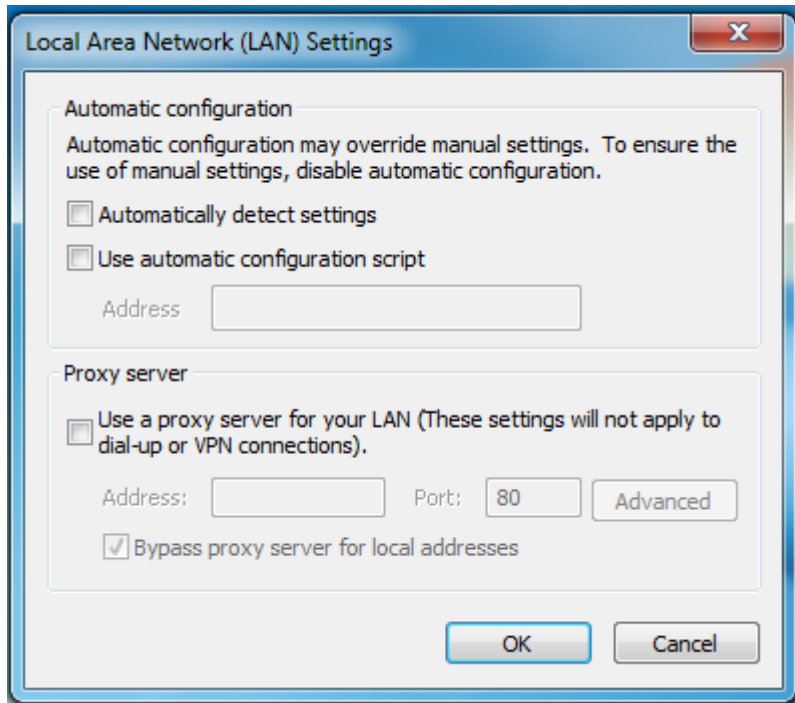 Local Area Network (LAN) Settings
Automatic configuration
Automatic configuration may override manual settings. To ensure the
use of manual settings, disable automatic configuration.
Automatically detect settings
Use automatic configuration script
Address
Proxy server
Use a proxy server for your LAN (These settings will not apply to
dial-up or VPN connections).
Address: Port: 80 Advanced
Bypass proxy server for local addresses
OK Cancel